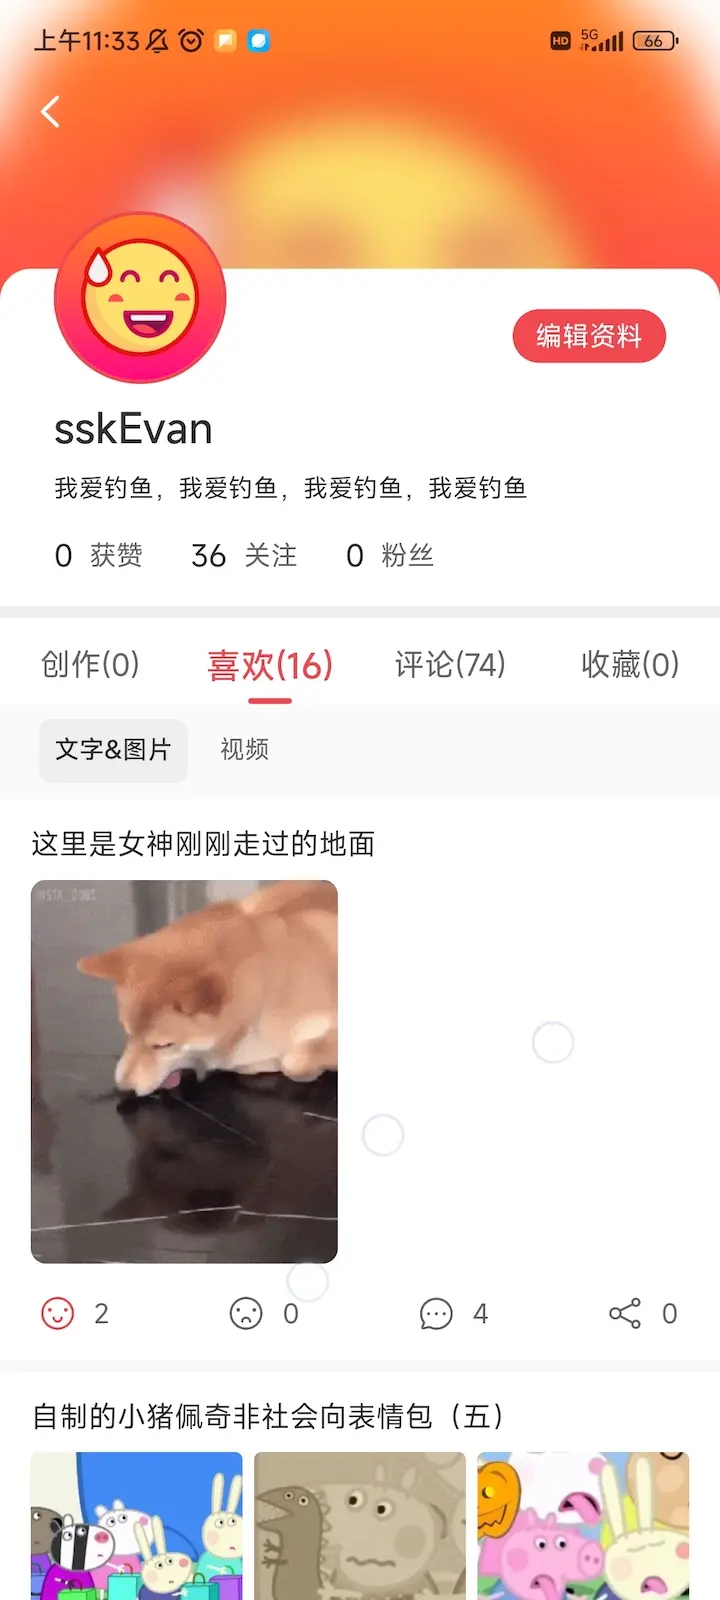 上午11:33
HD 5G 66
编辑资料
sskEvan
我爱钓鱼，我爱钓鱼，我爱钓鱼，我爱钓鱼
0 获赞 36 关注 0 粉丝
创作(0) 喜欢(16) 评论(74) 收藏(0)
文字&图片 视频
这里是女神刚刚走过的地面
2 0 4 0
自制的小猪佩奇非社会向表情包（五）